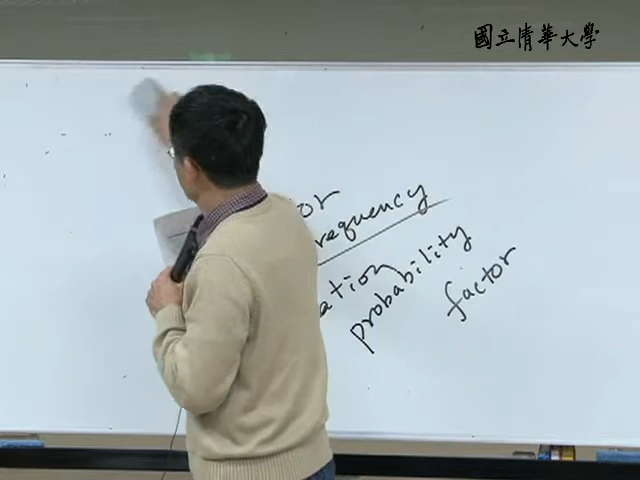 國立清華大學
or
requency
ation
probability
factor